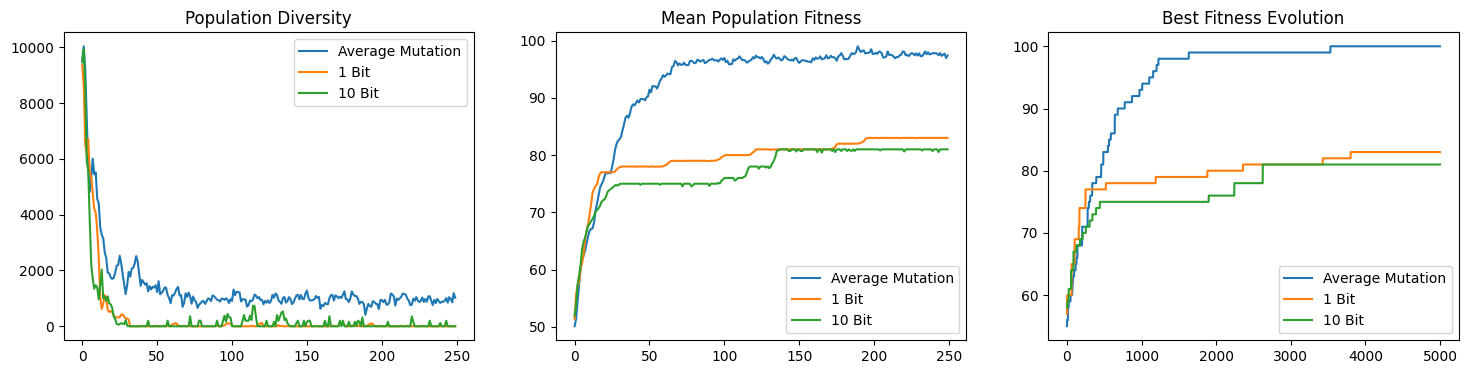 Population Diversity
10000
8000
6000
4000
2000
0
0 50 100 150 200 250
Average Mutation
1 Bit
10 Bit
Mean Population Fitness
100
90
80
70
60
50
0 50 100 150 200 250
Average Mutation
1 Bit
10 Bit
Best Fitness Evolution
100
90
80
70
60
0 1000 2000 3000 4000 5000
Average Mutation
1 Bit
10 Bit